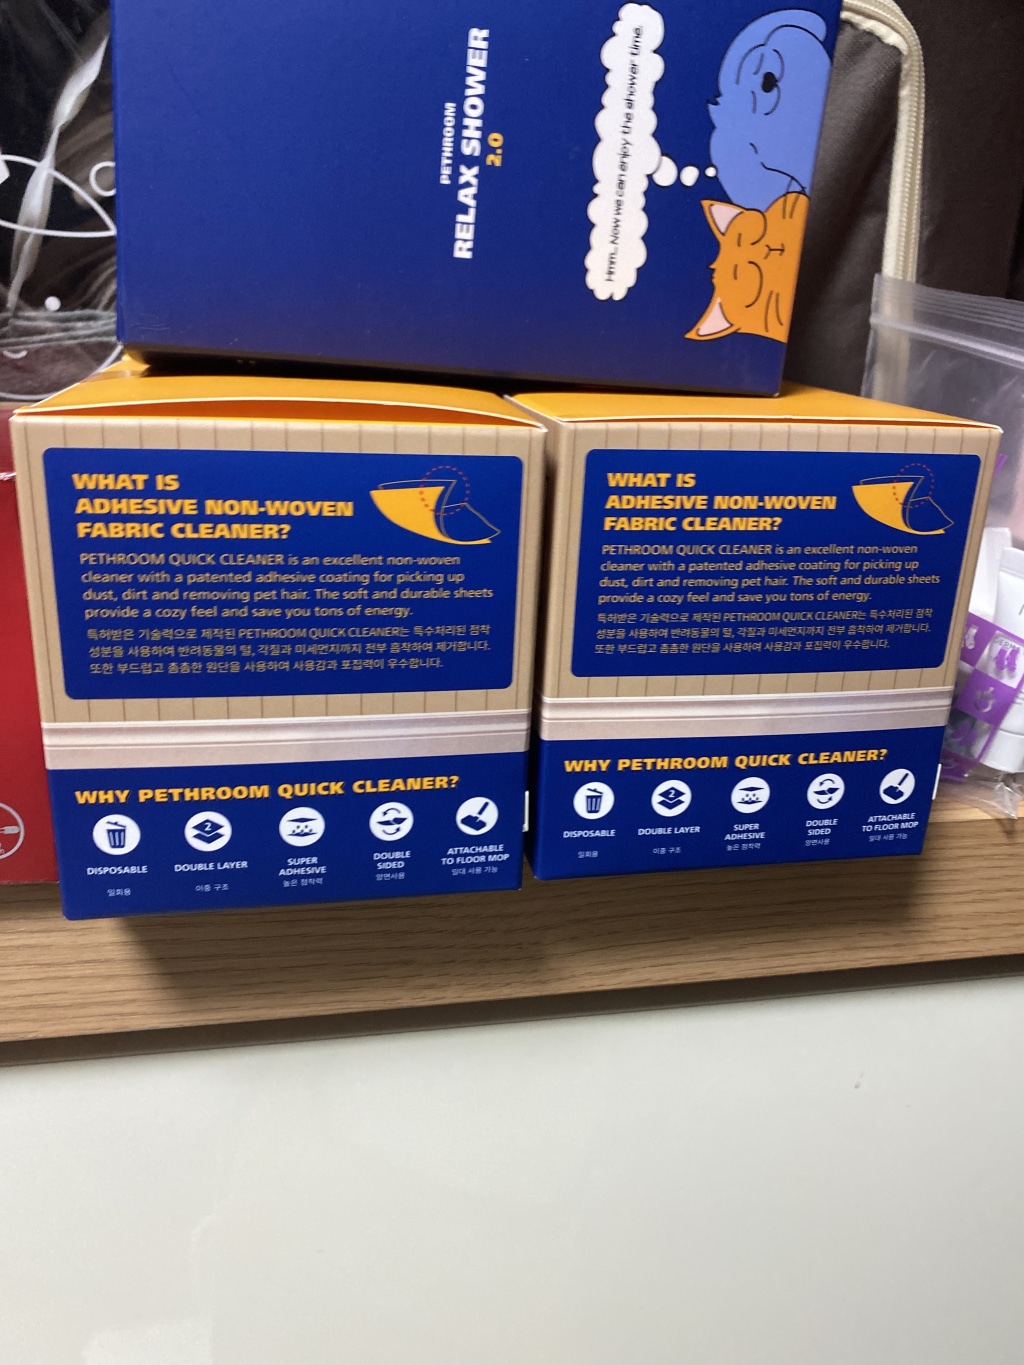 PETHROOM
RELAX SHOWER
2.0
Hmm... Now we can enjoy the shower time.
WHAT IS
ADHESIVE NON-WOVEN
FABRIC CLEANER?
PETHROOM QUICK CLEANER is an excellent non-woven
cleaner with a patented adhesive coating for picking up
dust, dirt and removing pet hair. The soft and durable sheets
provide a cozy feel and save you tons of energy.
특허받은 기술력으로 제작된 PETHROOM QUICK CLEANER는 특수처리된 점착
성분을 사용하여 반려동물의 털, 각질과 미세먼지까지 전부 흡착하여 제거합니다.
또한 부드럽고 촘촘한 원단을 사용하여 사용감과 포집력이 우수합니다.
WHY PETHROOM QUICK CLEANER?
2
DISPOSABLE
일회용
DOUBLE LAYER
이중 구조
SUPER
ADHESIVE
높은 점착력
DOUBLE
SIDED
양면사용
ATTACHABLE
TO FLOOR MOP
밀대 사용 가능
WHAT IS
ADHESIVE NON-WOVEN
FABRIC CLEANER?
PETHROOM QUICK CLEANER is an excellent non-woven
cleaner with a patented adhesive coating for picking up
dust, dirt and removing pet hair. The soft and durable sheets
provide a cozy feel and save you tons of energy.
특허받은 기술력으로 제작된 PETHROOM QUICK CLEANER는 특수처리된 점착
성분을 사용하여 반려동물의 털, 각질과 미세먼지까지 전부 흡착하여 제거합니다.
또한 부드럽고 촘촘한 원단을 사용하여 사용감과 포집력이 우수합니다.
WHY PETHROOM QUICK CLEANER?
2
DISPOSABLE
일회용
DOUBLE LAYER
이중 구조
SUPER
ADHESIVE
높은 점착력
DOUBLE
SIDED
양면사용
ATTACHABLE
TO FLOOR MOP
밀대 사용 가능